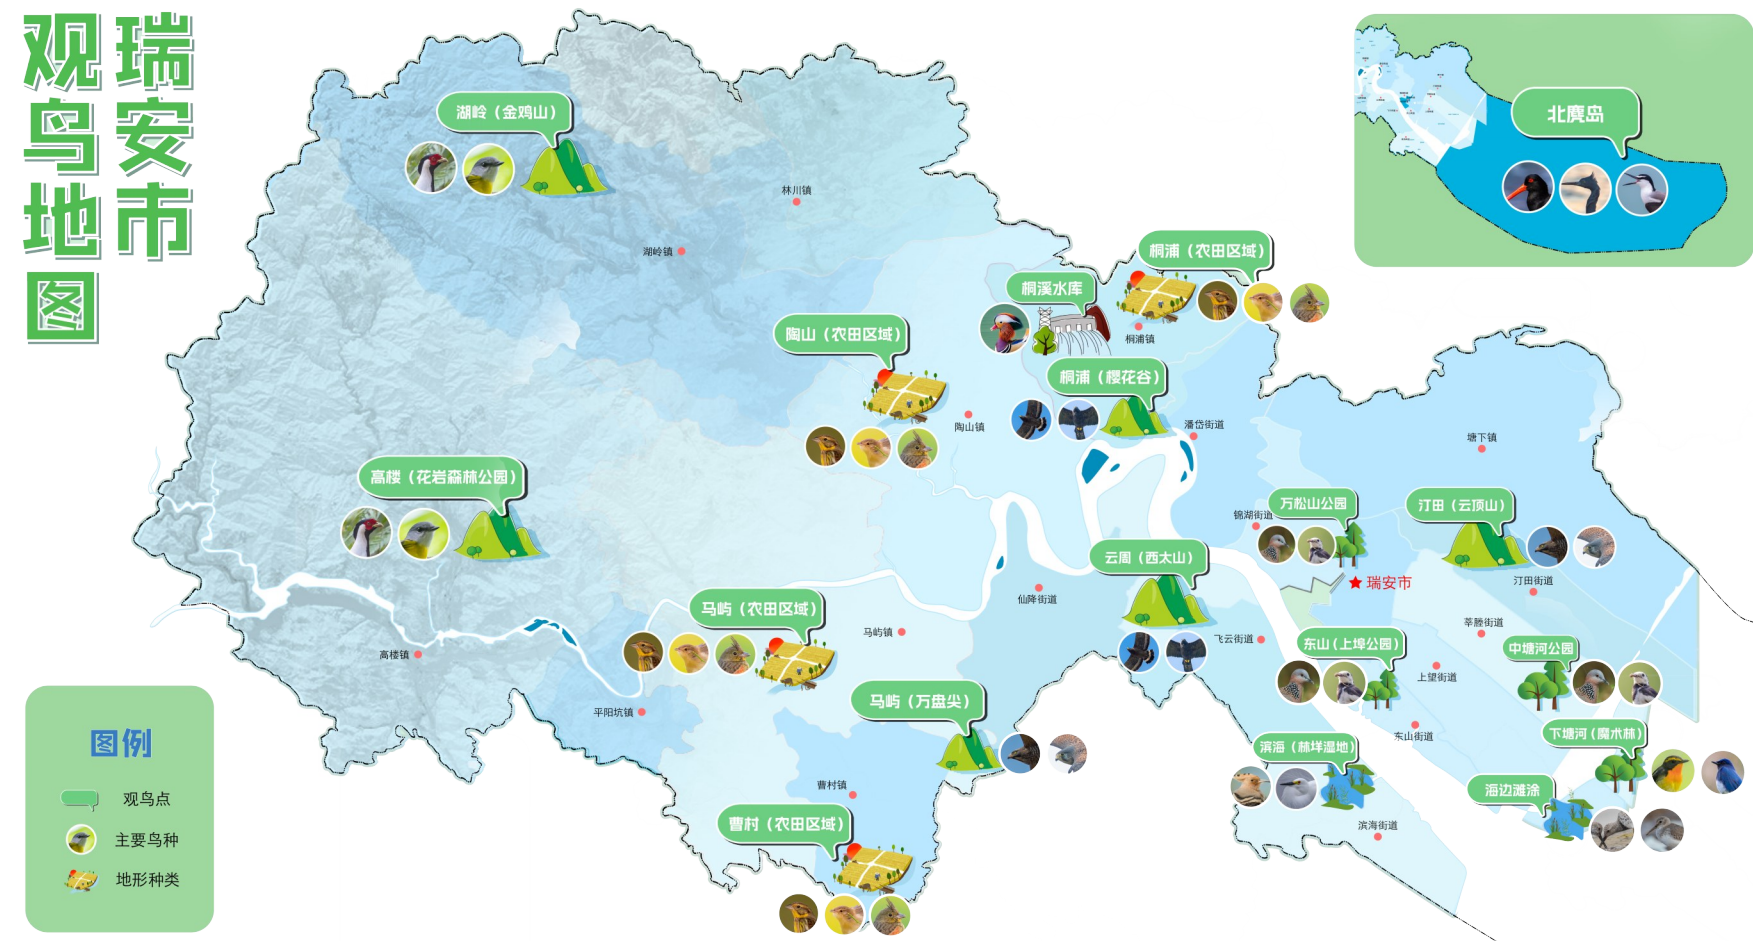 瑞安市
观鸟地图
北麂岛
湖岭（金鸡山）
林川镇
湖岭镇
桐浦（农田区域）
桐溪水库
桐浦镇
陶山（农田区域）
桐浦（樱花谷）
陶山镇
潘岱街道
塘下镇
高楼（花岩森林公园）
万松山公园
锦湖街道
汀田（云顶山）
云周（西太山）
汀田街道
瑞安市
仙降街道
马屿（农田区域）
马屿镇
飞云街道
莘塍街道
东山（上埠公园）
中塘河公园
高楼镇
上望街道
平阳坑镇
马屿（万盘尖）
东山街道
下塘河（魔术林）
滨海（林垟湿地）
曹村镇
海边滩涂
曹村（农田区域）
滨海街道
图例
观鸟点
主要鸟种
地形种类